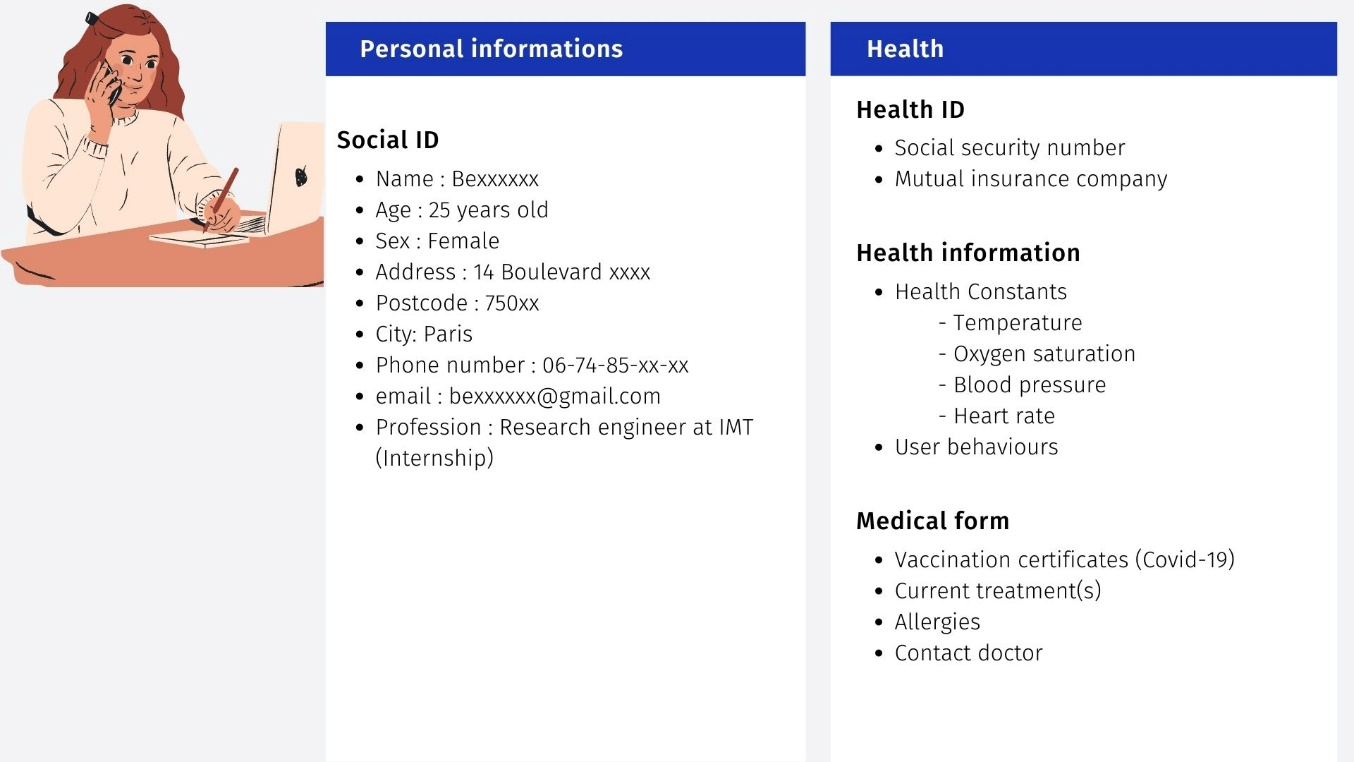 Personal informations
Social ID
• Name : Bexxxxxx
• Age : 25 years old
• Sex : Female
• Address : 14 Boulevard xxxx
• Postcode : 750xx
• City: Paris
• Phone number : 06-74-85-xx-xx
• email : bexxxxxx@gmail.com
• Profession : Research engineer at IMT
(Internship)
Health
Health ID
• Social security number
• Mutual insurance company
Health information
• Health Constants
- Temperature
- Oxygen saturation
- Blood pressure
- Heart rate
• User behaviours
Medical form
• Vaccination certificates (Covid-19)
• Current treatment(s)
• Allergies
• Contact doctor